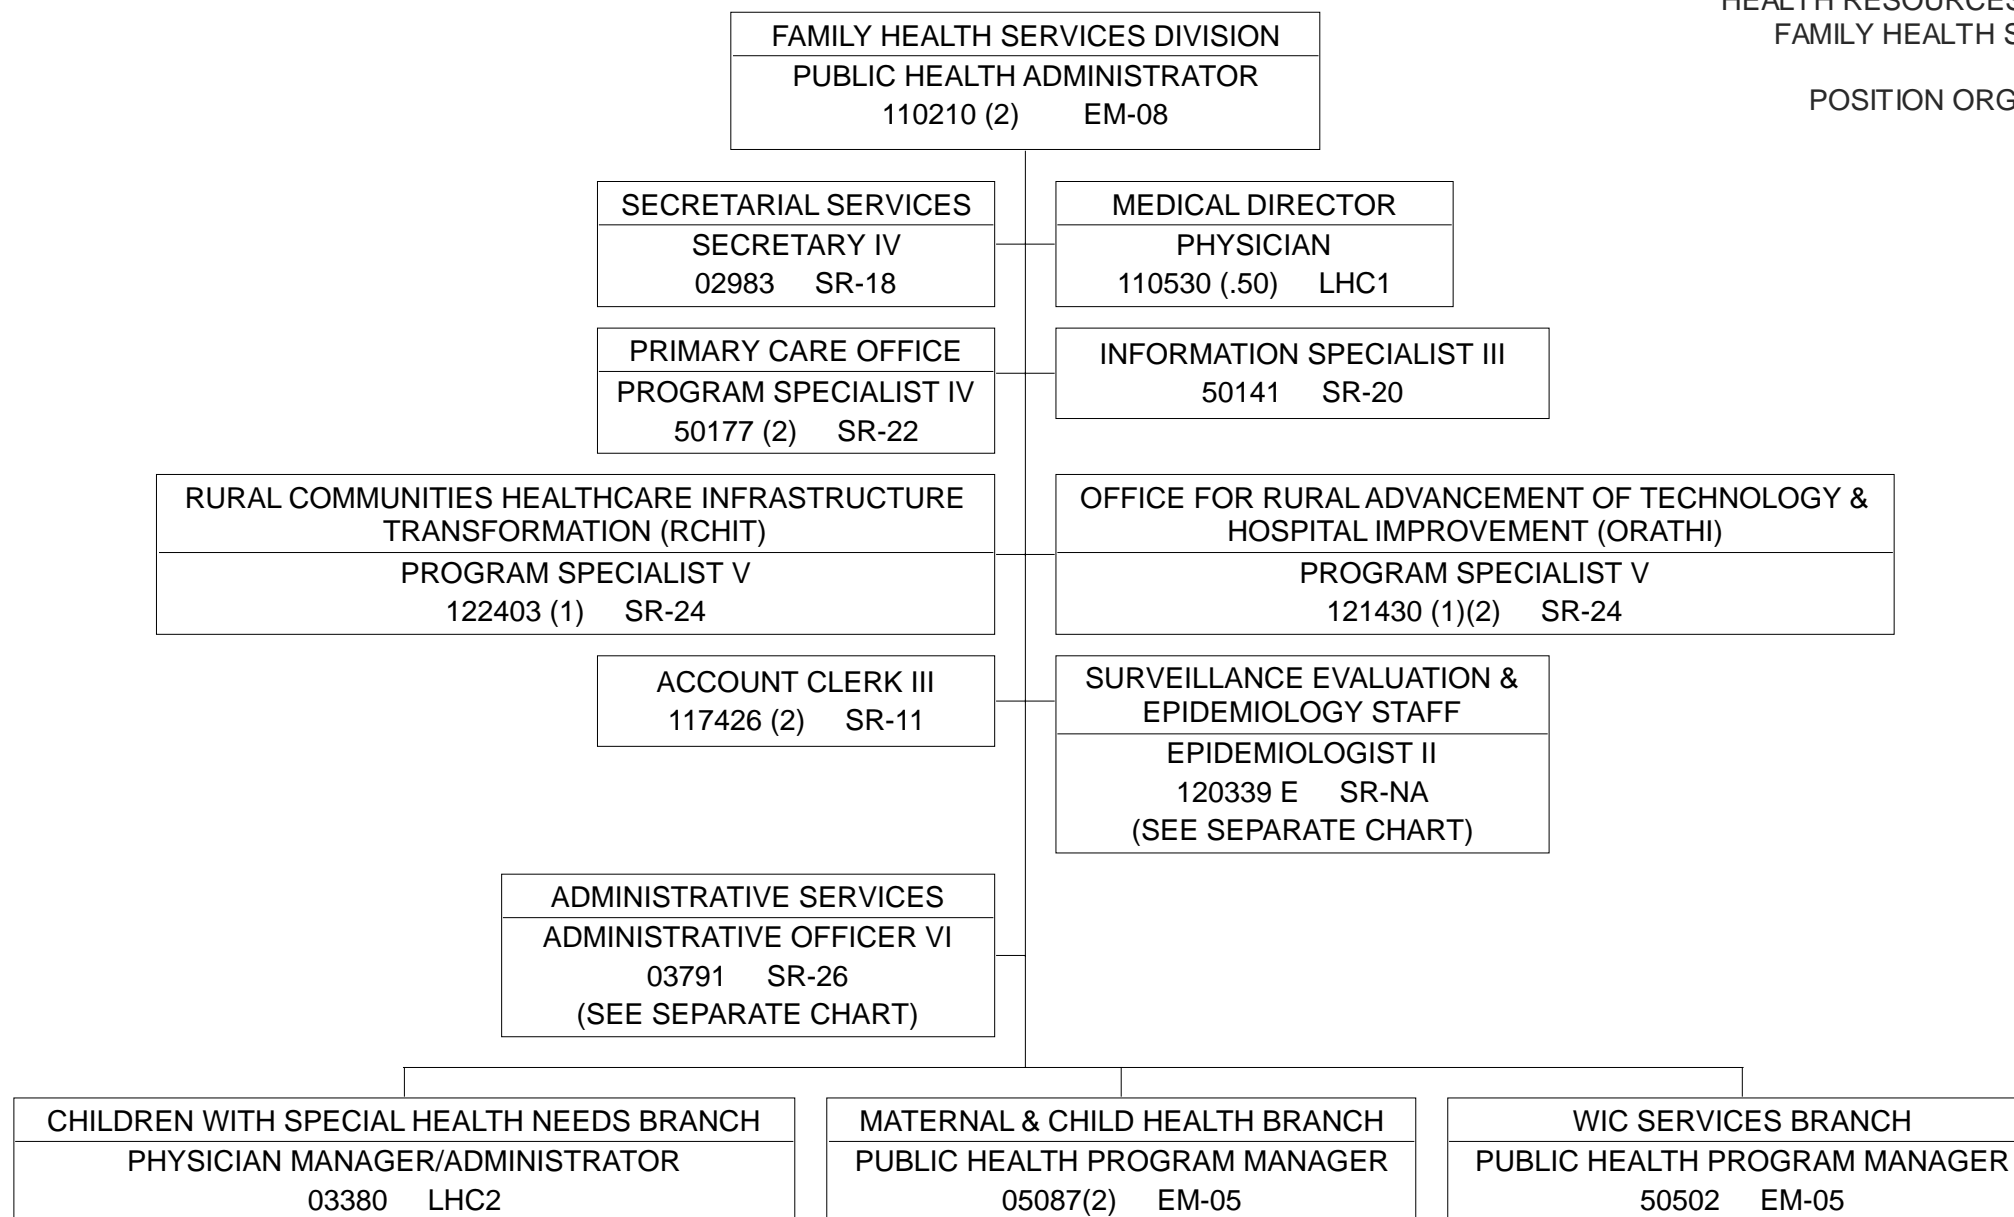 HEALTH RESOURCES
FAMILY HEALTH S
POSITION ORG
FAMILY HEALTH SERVICES DIVISION
PUBLIC HEALTH ADMINISTRATOR
110210 (2) EM-08
SECRETARIAL SERVICES
SECRETARY IV
02983 SR-18
MEDICAL DIRECTOR
PHYSICIAN
110530 (.50) LHC1
PRIMARY CARE OFFICE
PROGRAM SPECIALIST IV
50177 (2) SR-22
INFORMATION SPECIALIST III
50141 SR-20
RURAL COMMUNITIES HEALTHCARE INFRASTRUCTURE
TRANSFORMATION (RCHIT)
PROGRAM SPECIALIST V
122403 (1) SR-24
OFFICE FOR RURAL ADVANCEMENT OF TECHNOLOGY &
HOSPITAL IMPROVEMENT (ORATHI)
PROGRAM SPECIALIST V
121430 (1)(2) SR-24
ACCOUNT CLERK III
117426 (2) SR-11
SURVEILLANCE EVALUATION &
EPIDEMIOLOGY STAFF
EPIDEMIOLOGIST II
120339 E SR-NA
(SEE SEPARATE CHART)
ADMINISTRATIVE SERVICES
ADMINISTRATIVE OFFICER VI
03791 SR-26
(SEE SEPARATE CHART)
CHILDREN WITH SPECIAL HEALTH NEEDS BRANCH
PHYSICIAN MANAGER/ADMINISTRATOR
03380 LHC2
MATERNAL & CHILD HEALTH BRANCH
PUBLIC HEALTH PROGRAM MANAGER
05087(2) EM-05
WIC SERVICES BRANCH
PUBLIC HEALTH PROGRAM MANAGER
50502 EM-05